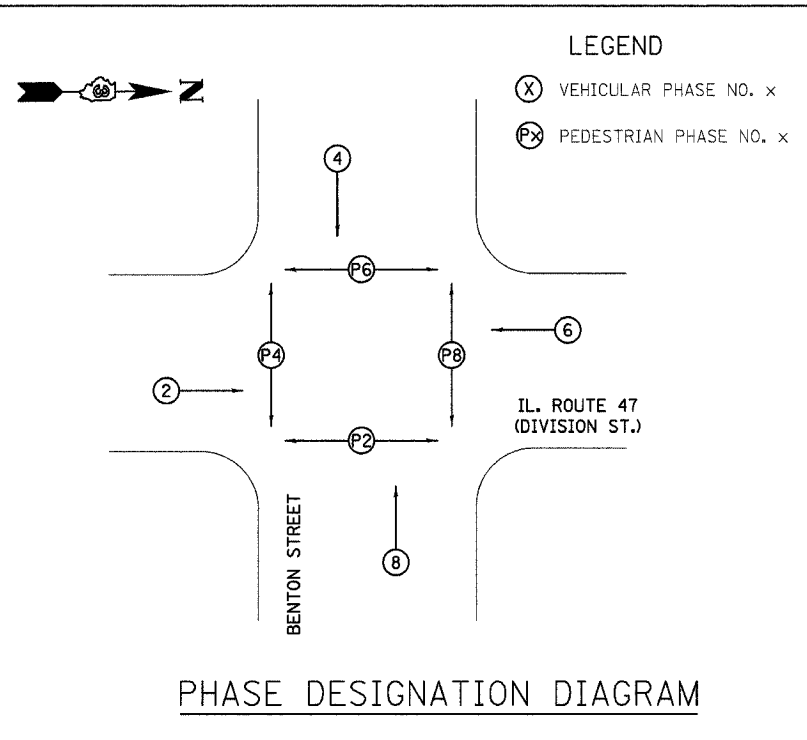 LEGEND
N
X VEHICULAR PHASE NO. x
Px PEDESTRIAN PHASE NO. x
4
P6
6
P4
P8
2
IL. ROUTE 47
(DIVISION ST.)
P2
8
BENTON STREET
PHASE DESIGNATION DIAGRAM